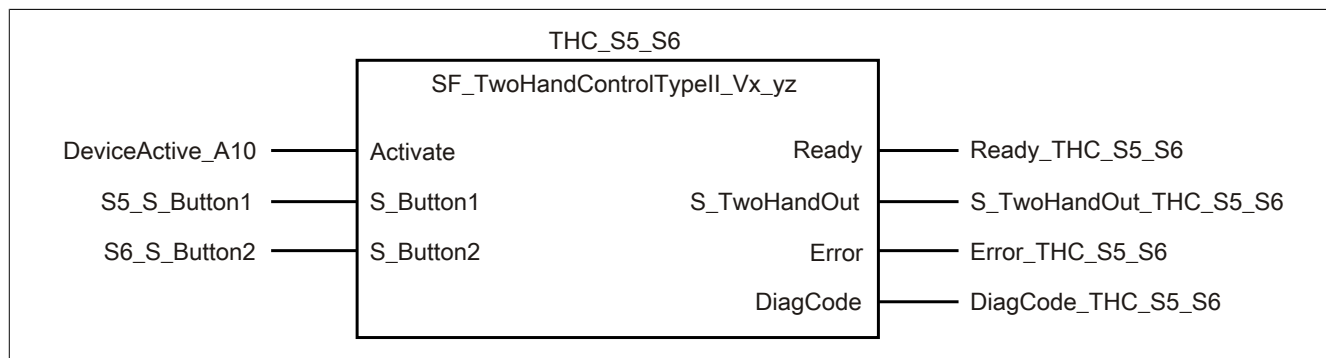 THC_S5_S6
SF_TwoHandControlTypeII_Vx_yz
DeviceActive_A10 Activate Ready Ready_THC_S5_S6
S5_S_Button1 S_Button1 S_TwoHandOut S_TwoHandOut_THC_S5_S6
S6_S_Button2 S_Button2 Error Error_THC_S5_S6
DiagCode DiagCode_THC_S5_S6